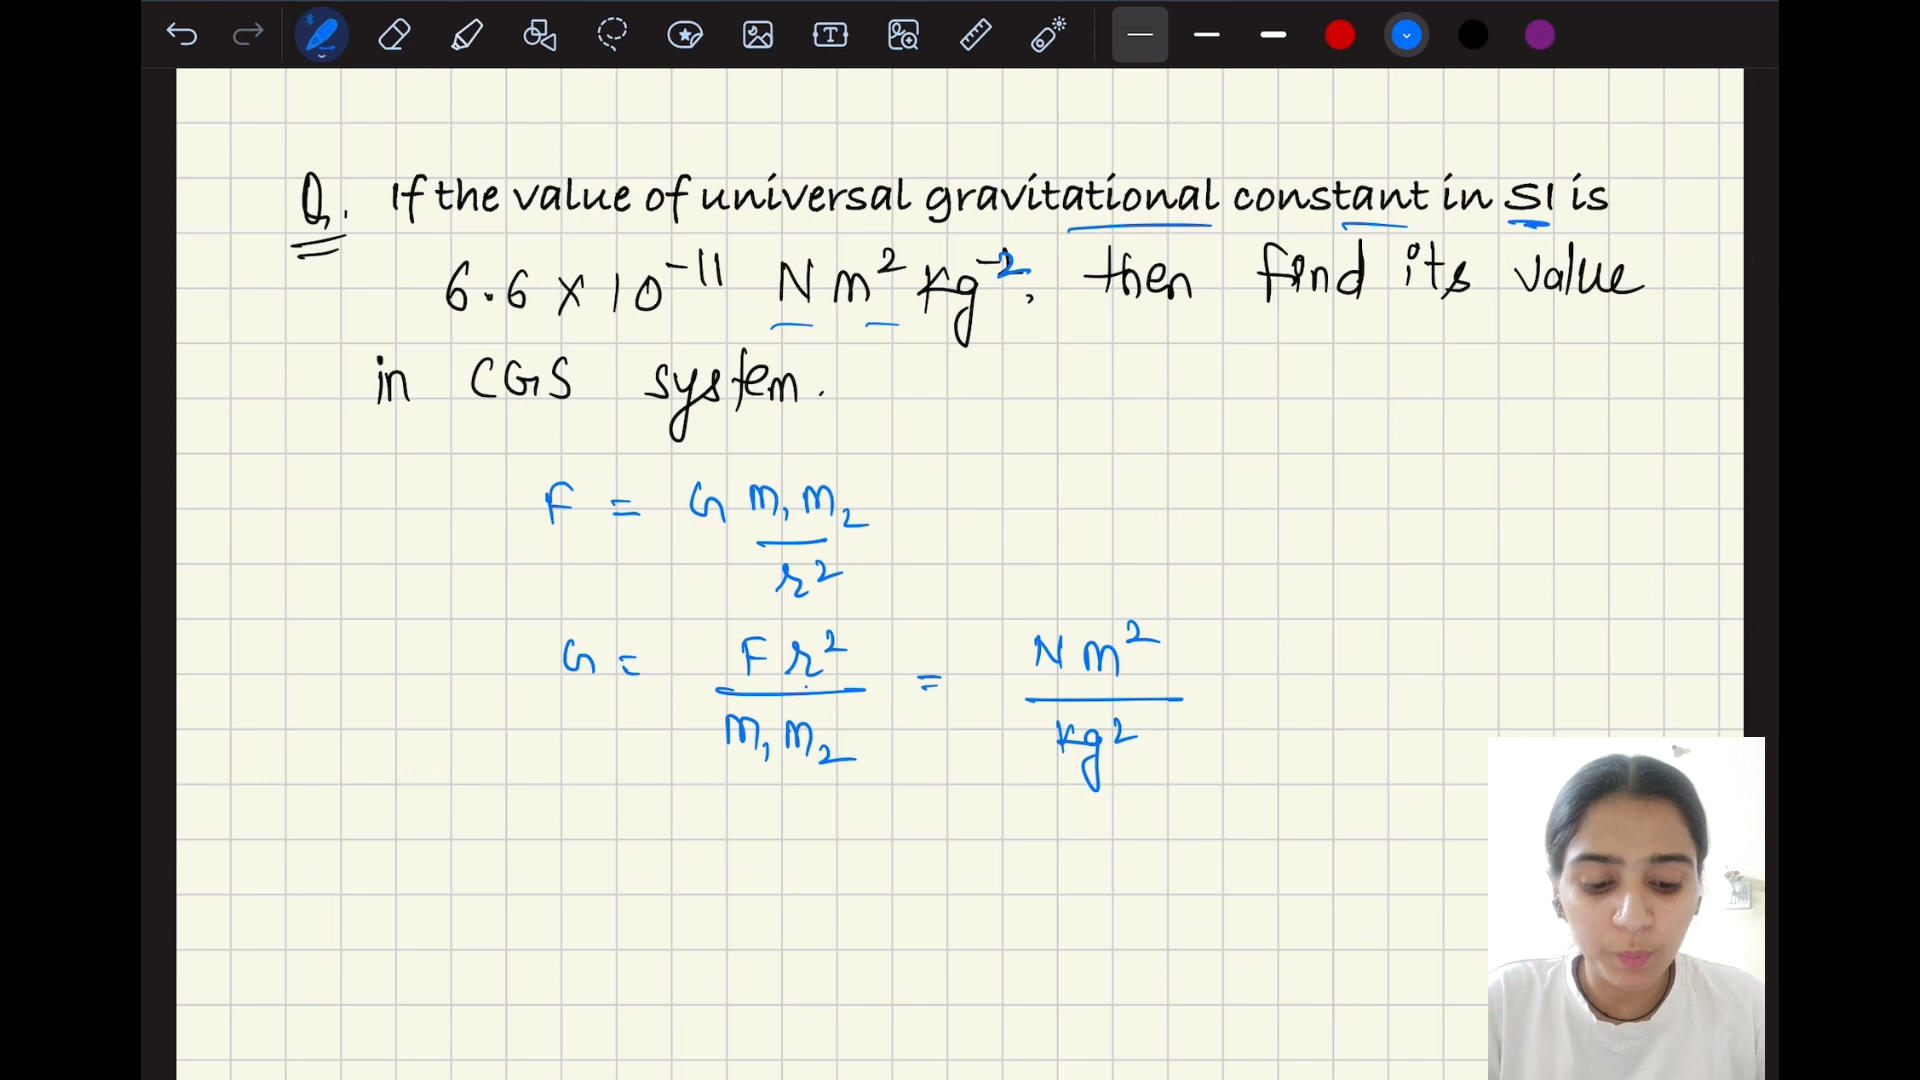 Q. If the value of universal gravitational constant in SI is
6.6 × 10⁻¹¹ N m² kg⁻², then find its value
in CGS system.
F = G m₁m₂ / r²
G = F r² / m₁m₂ = N m² / kg²